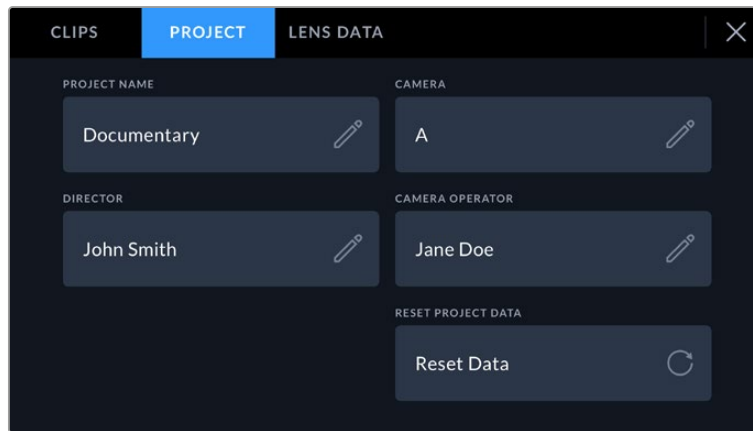 CLIPS PROJECT LENS DATA
PROJECT NAME CAMERA
Documentary A
DIRECTOR CAMERA OPERATOR
John Smith Jane Doe
RESET PROJECT DATA
Reset Data